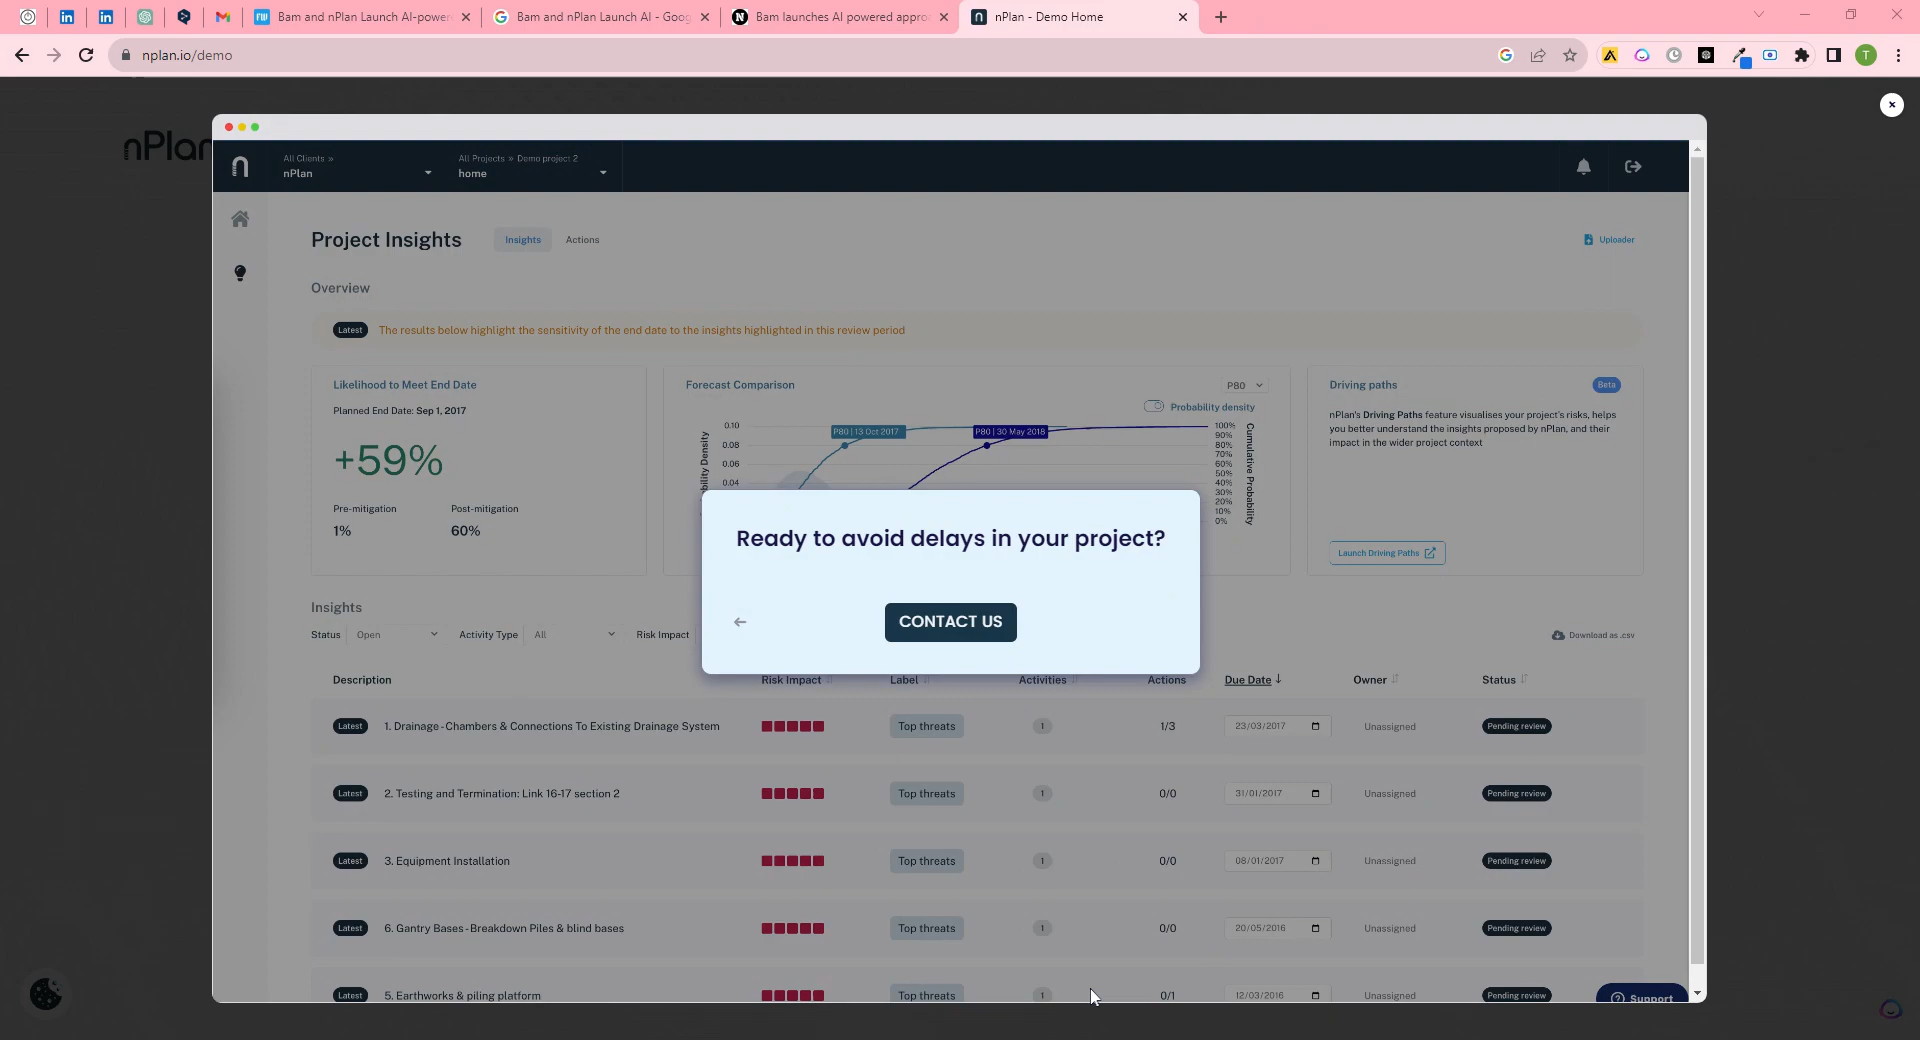 Bam and nPlan Launch AI-power
Bam and nPlan Launch AI - Goog
Bam launches AI powered appro
nPlan - Demo Home
nplan.io/demo
T
nPlan
All Clients »
nPlan
All Projects » Demo project 2
home
Project Insights
Insights
Actions
Uploader
Overview
Latest
The results below highlight the sensitivity of the end date to the insights highlighted in this review period
Likelihood to Meet End Date
Planned End Date: Sep 1, 2017
+59%
Pre-mitigation
Post-mitigation
1%
60%
Forecast Comparison
P80
Probability density
0.10
0.08
0.06
0.04
P80 | 13 Oct 2017
P80 | 30 May 2018
100%
90%
80%
70%
60%
50%
40%
30%
20%
10%
0%
bability Density
Cumulative Probability
Driving paths
Beta
nPlan's Driving Paths feature visualises your project's risks, helps
you better understand the insights proposed by nPlan, and their
impact in the wider project context
Launch Driving Paths
Ready to avoid delays in your project?
CONTACT US
Insights
Status
Open
Activity Type
All
Risk Impact
Download as .csv
Description
Risk Impact
Label
Activities
Actions
Due Date
Owner
Status
Latest
1. Drainage - Chambers & Connections To Existing Drainage System
Top threats
1
1/3
23/03/2017
Unassigned
Pending review
Latest
2. Testing and Termination: Link 16-17 section 2
Top threats
1
0/0
31/01/2017
Unassigned
Pending review
Latest
3. Equipment Installation
Top threats
1
0/0
08/01/2017
Unassigned
Pending review
Latest
6. Gantry Bases - Breakdown Piles & blind bases
Top threats
1
0/0
20/05/2016
Unassigned
Pending review
Latest
5. Earthworks & piling platform
Top threats
1
0/1
12/03/2016
Unassigned
Pending review
Support